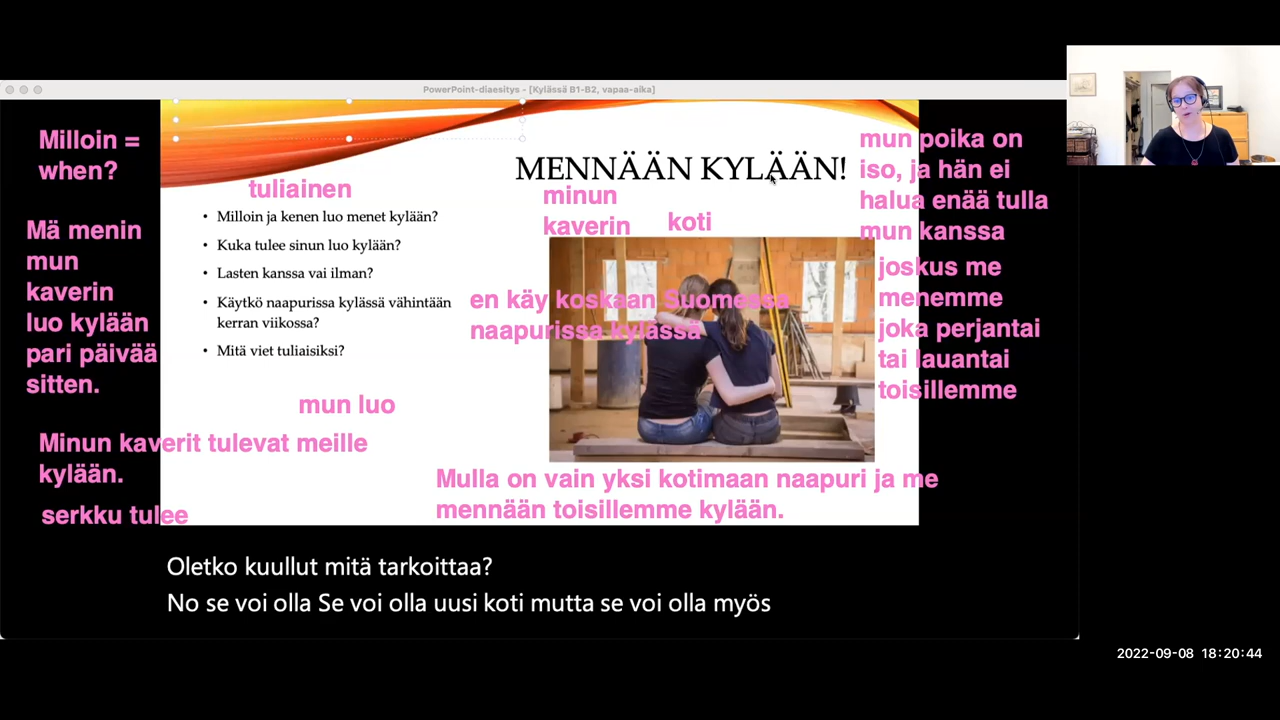 PowerPoint-diaesitys - [Kylässä B1-B2, vapaa-aika]
Milloin =
when?
Mä menin
mun
kaverin
luo kylään
pari päivää
sitten.
Minun kaverit tulevat meille
kylään.
serkku tulee
MENNÄÄN KYLÄÄN!
tuliainen
• Milloin ja kenen luo menet kylään?
• Kuka tulee sinun luo kylään?
• Lasten kanssa vai ilman?
• Käytkö naapurissa kylässä vähintään
kerran viikossa?
• Mitä viet tuliaisiksi?
mun luo
minun
kaverin
koti
en käy koskaan Suomessa
naapurissa kylässä
Mulla on vain yksi kotimaan naapuri ja me
mennään toisillemme kylään.
mun poika on
iso, ja hän ei
halua enää tulla
mun kanssa
joskus me
menemme
joka perjantai
tai lauantai
toisillemme
Oletko kuullut mitä tarkoittaa?
No se voi olla Se voi olla uusi koti mutta se voi olla myös
2022-09-08 18:20:44